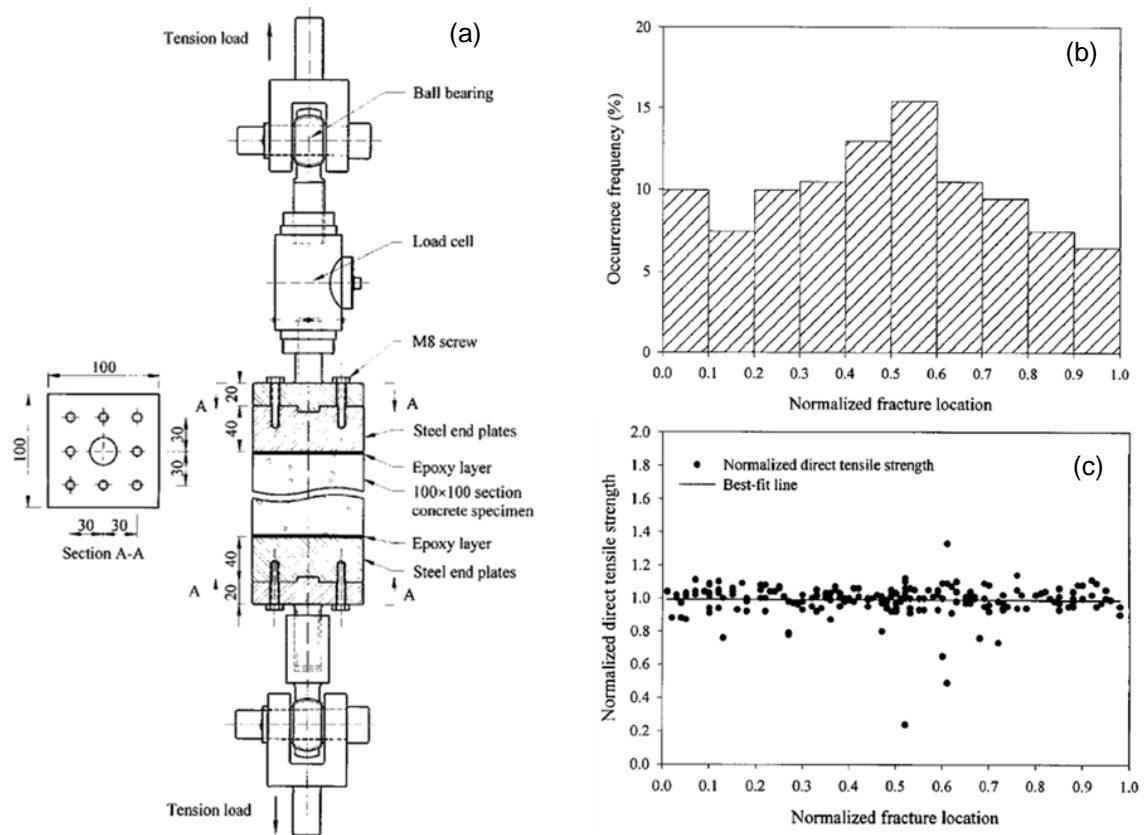 (a)
Tension load
Ball bearing
Load cell
M8 screw
100
100
30
30
30
30
Section A-A
A
A
20
40
Steel end plates
Epoxy layer
100×100 section
concrete specimen
Epoxy layer
Steel end plates
40
20
A
A
Tension load
(b)
Occurrence frequency (%)
20
15
10
5
0
0.0 0.1 0.2 0.3 0.4 0.5 0.6 0.7 0.8 0.9 1.0
Normalized fracture location
(c)
Normalized direct tensile strength
2.0
1.8
1.6
1.4
1.2
1.0
0.8
0.6
0.4
0.2
0.0
Normalized direct tensile strength
Best-fit line
0.0 0.1 0.2 0.3 0.4 0.5 0.6 0.7 0.8 0.9 1.0
Normalized fracture location